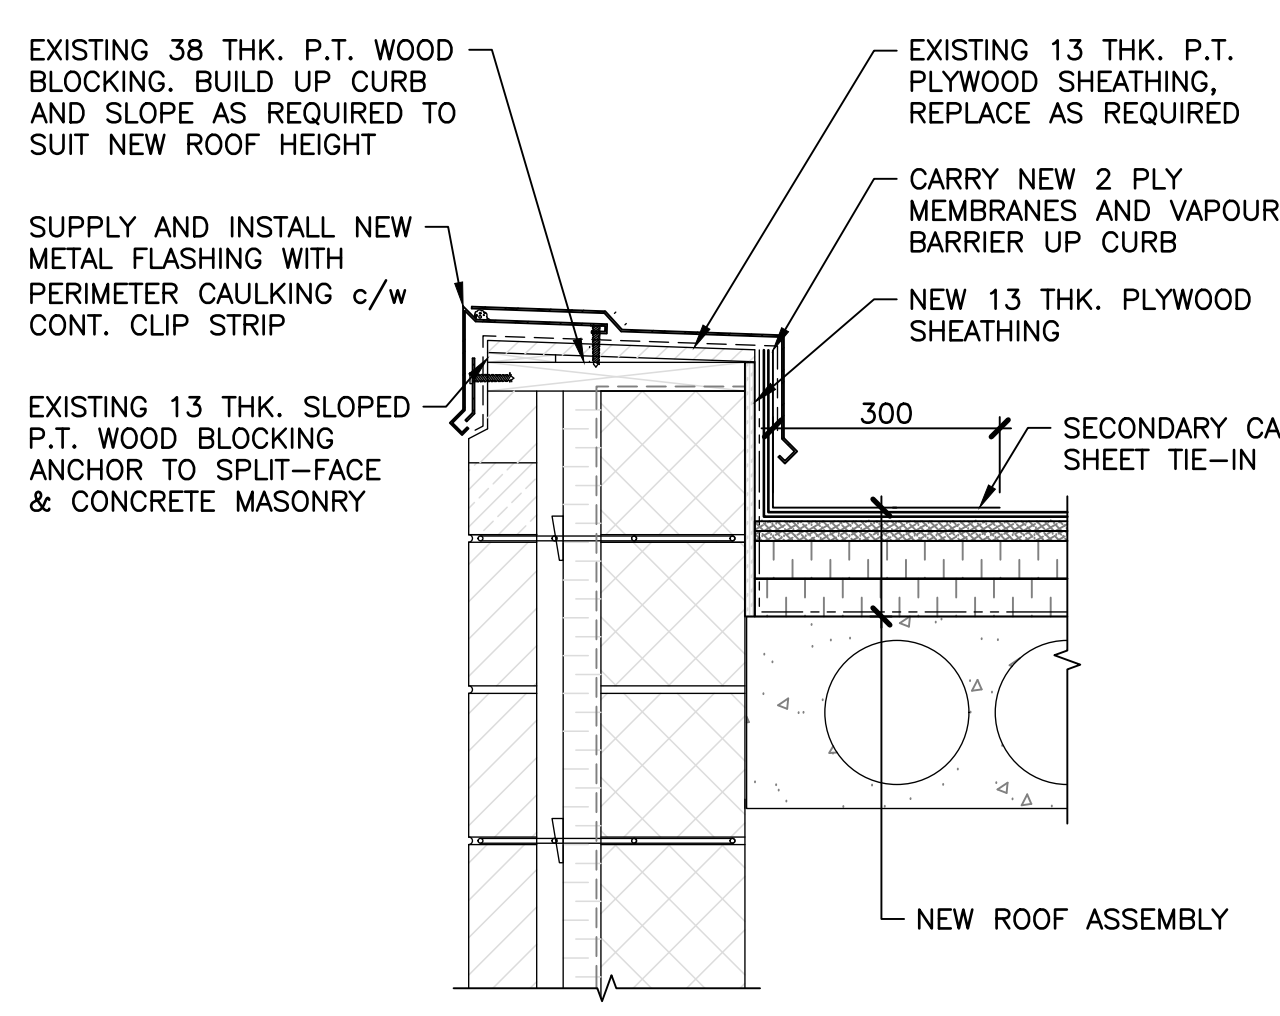 EXISTING 38 THK. P.T. WOOD
BLOCKING. BUILD UP CURB
AND SLOPE AS REQUIRED TO
SUIT NEW ROOF HEIGHT
SUPPLY AND INSTALL NEW
METAL FLASHING WITH
PERIMETER CAULKING c/w
CONT. CLIP STRIP
EXISTING 13 THK. SLOPED
P.T. WOOD BLOCKING
ANCHOR TO SPLIT-FACE
& CONCRETE MASONRY
EXISTING 13 THK. P.T.
PLYWOOD SHEATHING,
REPLACE AS REQUIRED
CARRY NEW 2 PLY
MEMBRANES AND VAPOUR
BARRIER UP CURB
NEW 13 THK. PLYWOOD
SHEATHING
300
SECONDARY CA
SHEET TIE-IN
NEW ROOF ASSEMBLY